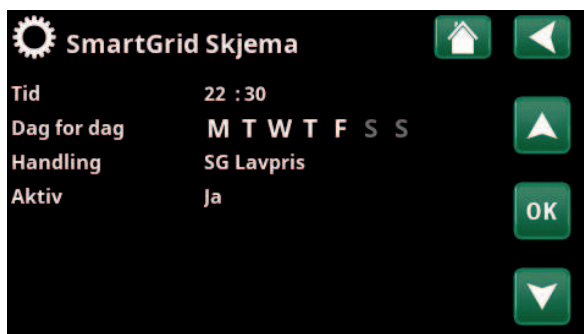 SmartGrid Skjema
Tid 22 :30
Dag for dag M T W T F S S
Handling SG Lavpris
Aktiv Ja
OK